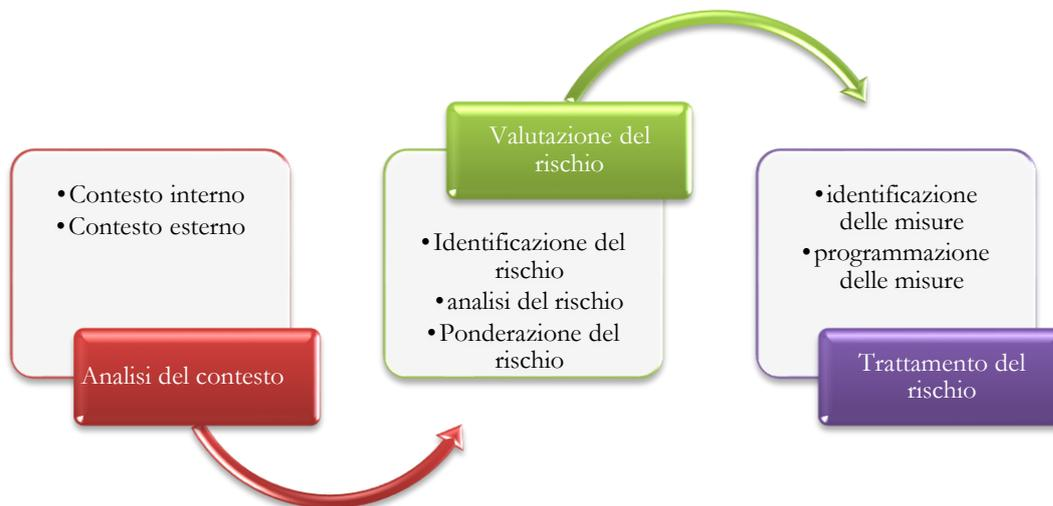 •Contesto interno
•Contesto esterno
Analisi del contesto
Valutazione del
rischio
•Identificazione del
rischio
•analisi del rischio
•Ponderazione del
rischio
•identificazione
delle misure
•programmazione
delle misure
Trattamento del
rischio